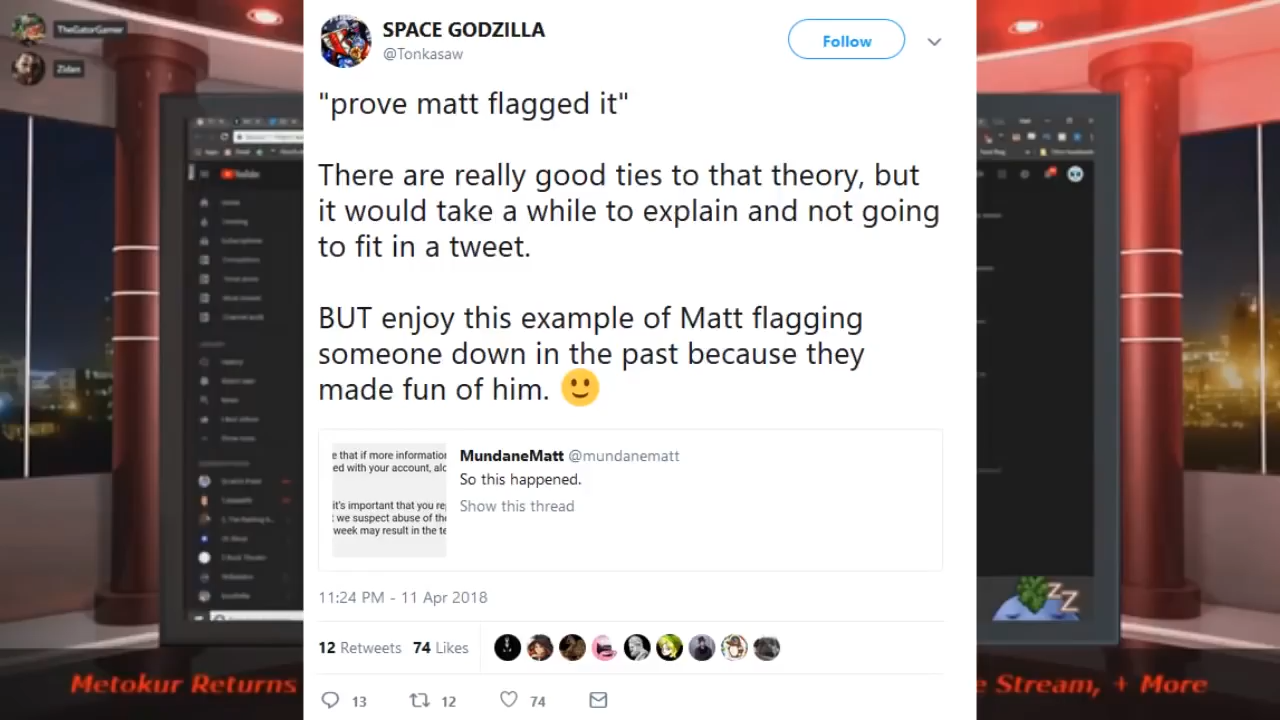 TheGatorGamer
Zidan
SPACE GODZILLA
@Tonkasaw
Follow
"prove matt flagged it"
There are really good ties to that theory, but
it would take a while to explain and not going
to fit in a tweet.
BUT enjoy this example of Matt flagging
someone down in the past because they
made fun of him.
e that if more information
ed with your account, alo
it's important that you re
we suspect abuse of th
week may result in the te
MundaneMatt @mundanematt
So this happened.
Show this thread
11:24 PM - 11 Apr 2018
12 Retweets 74 Likes
13 12 74
Metokur Returns
e Stream, + More